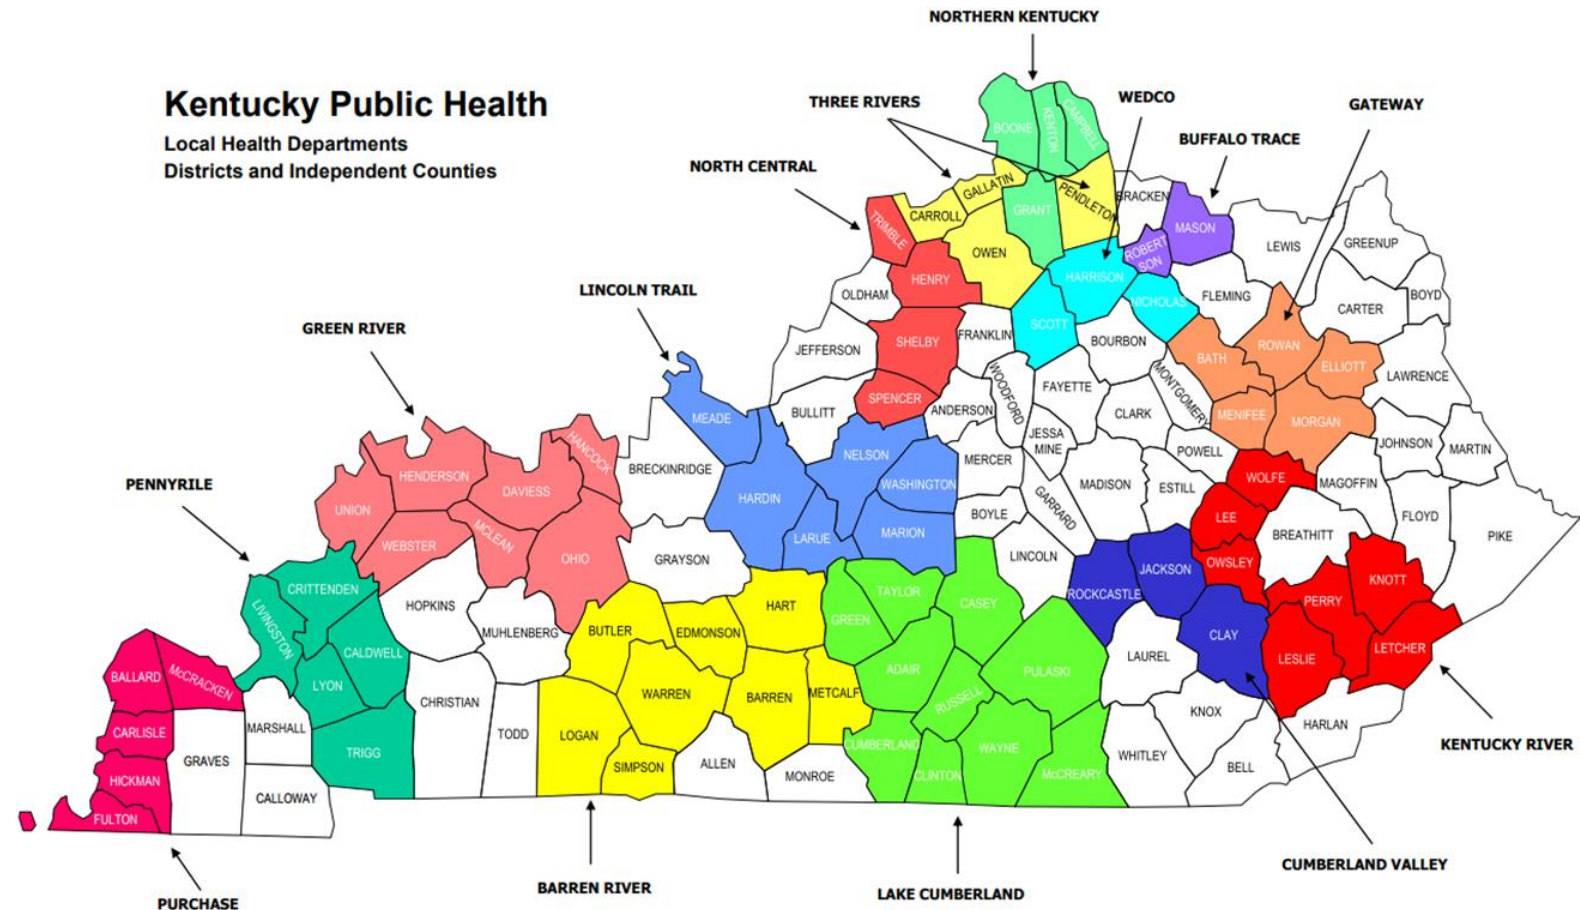 NORTHERN KENTUCKY
Kentucky Public Health
Local Health Departments
Districts and Independent Counties
THREE RIVERS
WEDCO
GATEWAY
BUFFALO TRACE
NORTH CENTRAL
LINCOLN TRAIL
GREEN RIVER
PENNYRILE
PURCHASE
BARREN RIVER
LAKE CUMBERLAND
CUMBERLAND VALLEY
KENTUCKY RIVER
BOONE
KENTON
CAMPBELL
GALLATIN
CARROLL
GRANT
PENDLETON
BRACKEN
MASON
ROBERT
SON
LEWIS
GREENUP
TRIMBLE
OWEN
HENRY
HARRISON
NICHOLAS
FLEMING
CARTER
BOYD
OLDHAM
SHELBY
FRANKLIN
SCOTT
BOURBON
BATH
ROWAN
ELLIOTT
LAWRENCE
JEFFERSON
SPENCER
ANDERSON
WOODFORD
FAYETTE
CLARK
MONTGOMERY
MENIFEE
MORGAN
JOHNSON
MARTIN
MEADE
BULLITT
NELSON
MERCER
JESSA
MINE
MADISON
ESTILL
POWELL
WOLFE
MAGOFFIN
FLOYD
PIKE
HANCOCK
BRECKINRIDGE
HARDIN
WASHINGTON
LARUE
MARION
BOYLE
GARRARD
LINCOLN
LEE
BREATHITT
OWSLEY
KNOTT
HENDERSON
DAVIESS
UNION
WEBSTER
MCLEAN
OHIO
GRAYSON
HART
GREEN
TAYLOR
CASEY
ROCKCASTLE
JACKSON
PERRY
LETCHER
LESLIE
CLAY
CRITTENDEN
LIVINGSTON
HOPKINS
MUHLENBERG
BUTLER
EDMONSON
CALDWELL
LYON
CHRISTIAN
TODD
LOGAN
WARREN
BARREN
METCALF
ADAIR
RUSSELL
PULASKI
LAUREL
KNOX
HARLAN
BALLARD
McCRACKEN
CARLISLE
GRAVES
MARSHALL
TRIGG
SIMPSON
ALLEN
MONROE
CUMBERLAND
CLINTON
WAYNE
McCREARY
WHITLEY
BELL
HICKMAN
FULTON
CALLOWAY